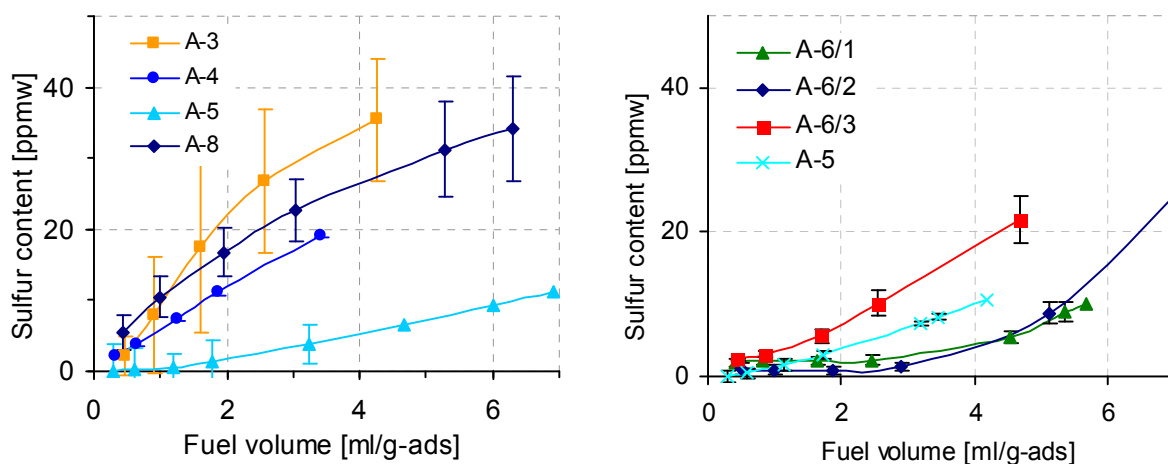 A-3
A-4
A-5
A-8
Sulfur content [ppmw]
40
20
0
0 2 4 6
Fuel volume [ml/g-ads]
A-6/1
A-6/2
A-6/3
A-5
Sulfur content [ppmw]
40
20
0
0 2 4 6
Fuel volume [ml/g-ads]